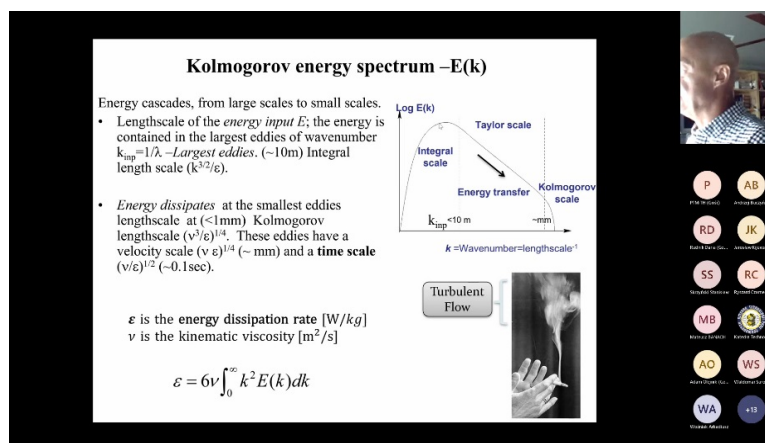 Kolmogorov energy spectrum –E(k)
Energy cascades, from large scales to small scales.
• Lengthscale of the energy input E; the energy is
contained in the largest eddies of wavenumber
kinp=1/λ –Largest eddies. (~10m) Integral
length scale (k3/2/ε).
• Energy dissipates at the smallest eddies
lengthscale at (<1mm) Kolmogorov
lengthscale (ν3/ε)1/4. These eddies have a
velocity scale (ν ε)1/4 (~ mm) and a time scale
(ν/ε)1/2 (~0.1sec).
ε is the energy dissipation rate [W/kg]
ν is the kinematic viscosity [m2/s]
ε = 6ν∫0∞ k2E(k)dk
Log E(k)
Taylor scale
Integral
scale
Energy transfer
Kolmogorov
scale
kinp<10 m
~mm
k =Wavenumber=lengthscale-1
Turbulent
Flow
P
AB
RD
JK
SS
RC
MB
AO
WS
WA
+13